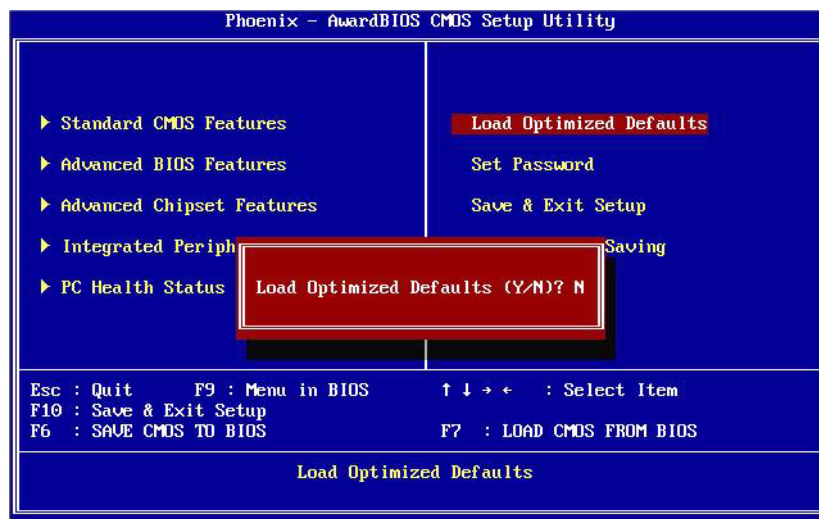 Phoenix - AwardBIOS CMOS Setup Utility
Standard CMOS Features
Advanced BIOS Features
Advanced Chipset Features
Integrated Periph
PC Health Status
Load Optimized Defaults
Set Password
Save & Exit Setup
Saving
Load Optimized Defaults (Y/N)? N
Esc : Quit F9 : Menu in BIOS ↑ ↓ → ← : Select Item
F10 : Save & Exit Setup
F6 : SAVE CMOS TO BIOS F7 : LOAD CMOS FROM BIOS
Load Optimized Defaults